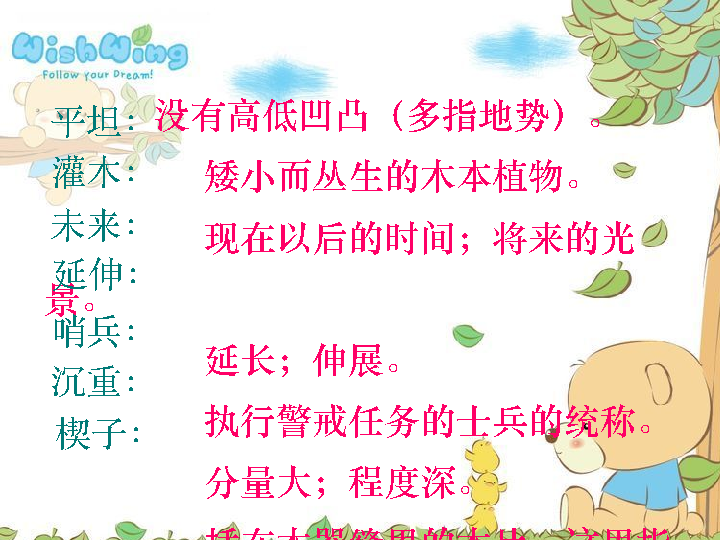 WishWing
Follow your Dream!
平坦：
没有高低凹凸（多指地势）。
灌木：
矮小而丛生的木本植物。
未来：
现在以后的时间；将来的光
景。
延伸：
延长；伸展。
哨兵：
执行警戒任务的士兵的统称。
沉重：
分量大；程度深。
楔子：